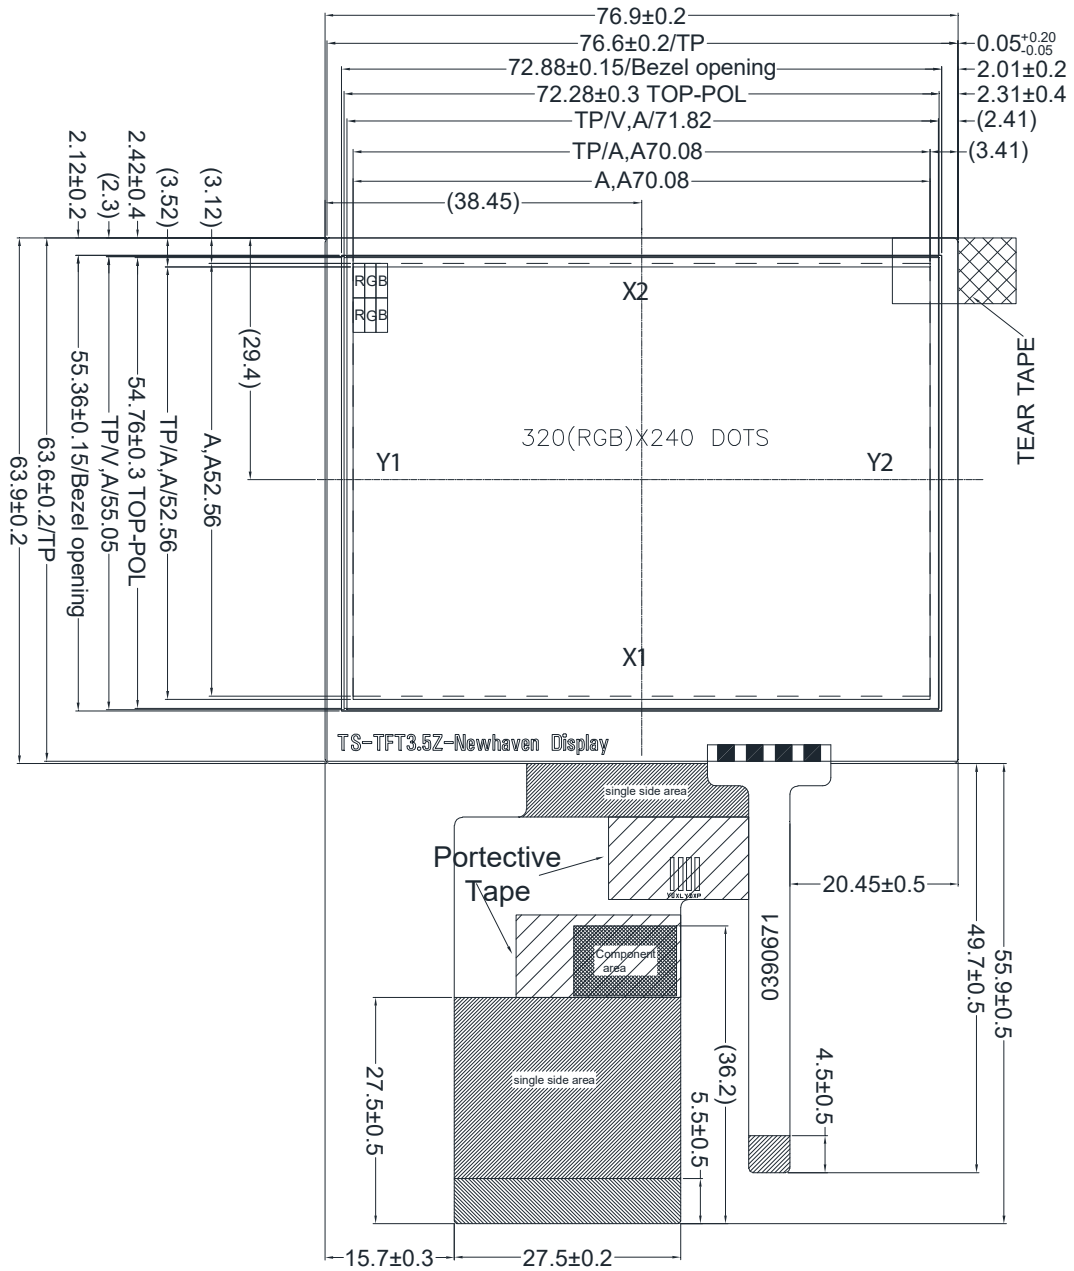 76.9±0.2
76.6±0.2/TP
0.05+0.20-0.05
72.88±0.15/Bezel opening
2.01±0.2
72.28±0.3 TOP-POL
2.31±0.4
TP/V,A/71.82
(2.41)
TP/A,A70.08
(3.41)
A,A70.08
(38.45)
2.12±0.2
(2.3)
2.42±0.4
(3.52)
(3.12)
RGB
RGB
X2
(29.4)
TEAR TAPE
63.9±0.2
63.6±0.2/TP
55.36±0.15/Bezel opening
TP/V,A/55.05
54.76±0.3 TOP-POL
TP/A,A/52.56
A,A52.56
320(RGB)X240 DOTS
Y1
Y2
X1
TS-TFT3.5Z-Newhaven Display
single side area
Portective
Tape
20.45±0.5
0390671
49.7±0.5
55.9±0.5
Component
area
(36.2)
4.5±0.5
single side area
27.5±0.5
5.5±0.5
15.7±0.3
27.5±0.2